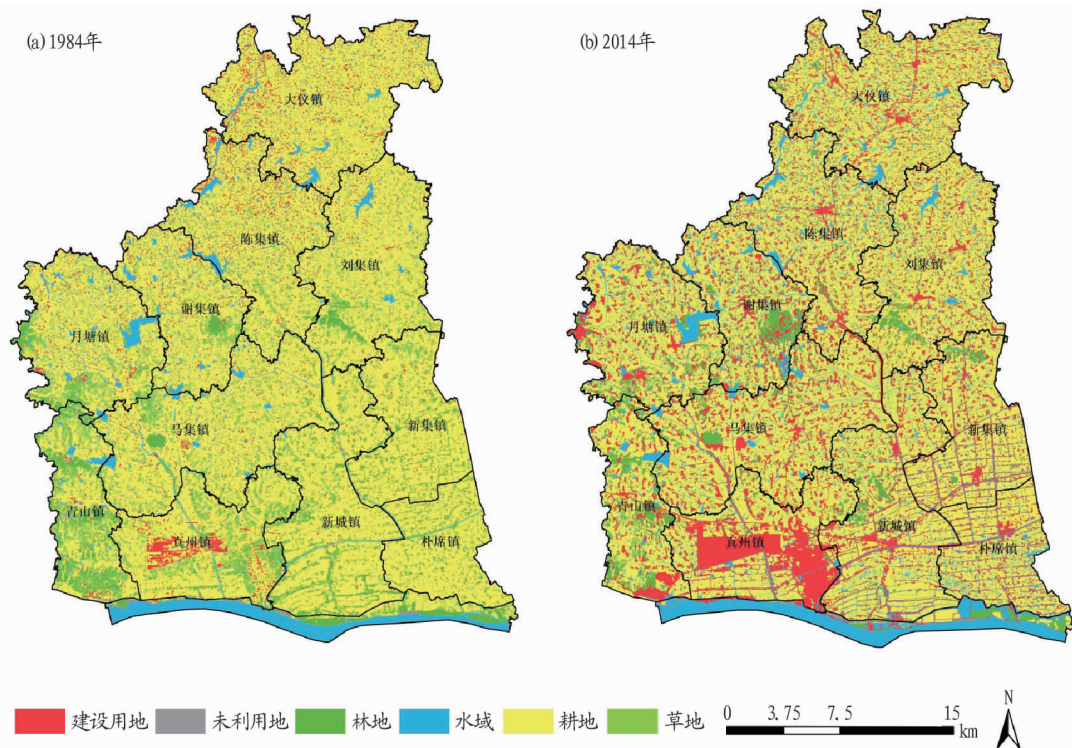 (a) 1984年
大仪镇
陈集镇
刘集镇
谢集镇
月塘镇
马集镇
新集镇
青山镇
真州镇
新城镇
朴席镇
(b) 2014年
大仪镇
陈集镇
刘集镇
谢集镇
月塘镇
马集镇
新集镇
青山镇
真州镇
新城镇
朴席镇
建设用地 未利用地 林地 水域 耕地 草地
0 3.75 7.5 15
km
N